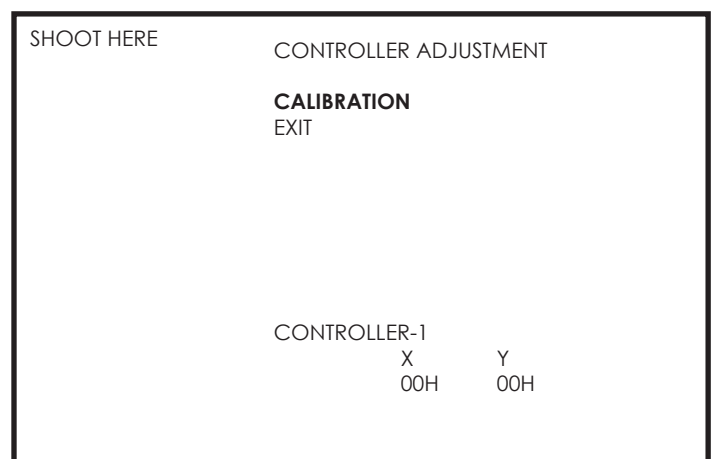 SHOOT HERE
CONTROLLER ADJUSTMENT
CALIBRATION
EXIT
CONTROLLER-1
X Y
00H 00H